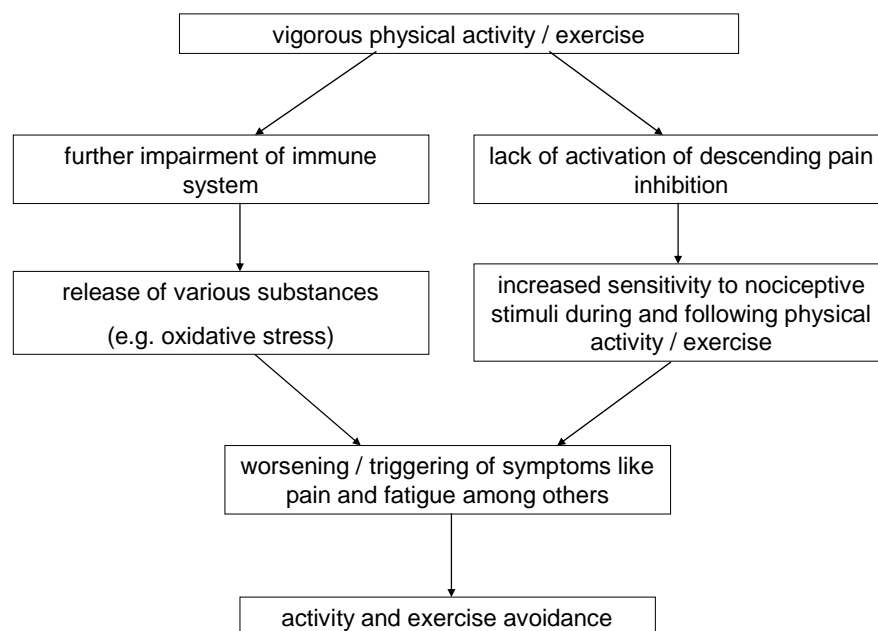 vigorous physical activity / exercise
further impairment of immune
system
lack of activation of descending pain
inhibition
release of various substances
(e.g. oxidative stress)
increased sensitivity to nociceptive
stimuli during and following physical
activity / exercise
worsening / triggering of symptoms like
pain and fatigue among others
activity and exercise avoidance